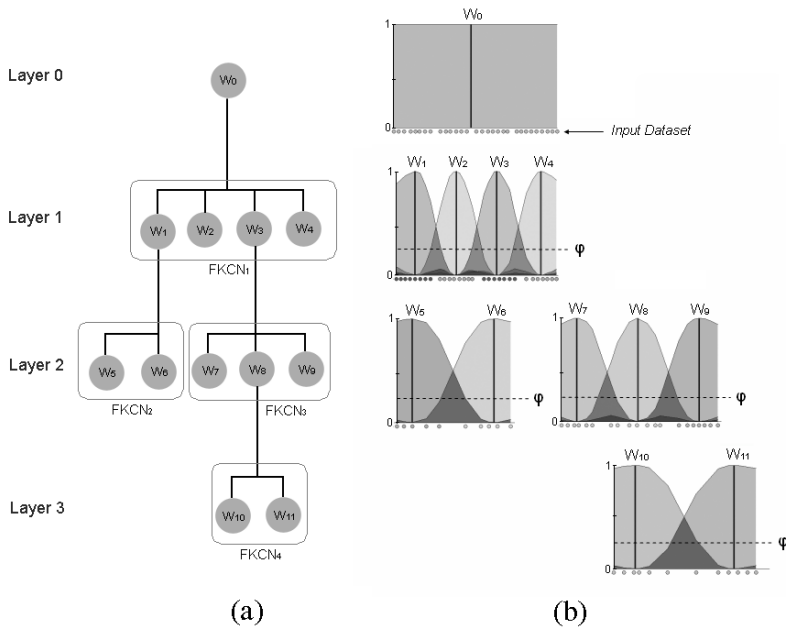 Layer 0
W₀
Layer 1
W₁ W₂ W₃ W₄
FKCN₁
Layer 2
W₅ W₆ W₇ W₈ W₉
FKCN₂ FKCN₃
Layer 3
W₁₀ W₁₁
FKCN₄
(a)
W₀
1
0
Input Dataset
W₁ W₂ W₃ W₄
1
φ
0
W₅ W₆
1
φ
0
W₇ W₈ W₉
1
φ
0
W₁₀ W₁₁
1
φ
0
(b)